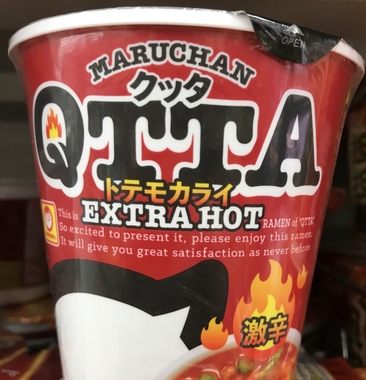 OPEN
MARUCHAN
クッタ
QTTA
トテモカライ
EXTRA HOT
This is RAMEN of "QTTA"
So excited to present it, please enjoy this ramen.
It will give you great satisfaction as never before.
激辛